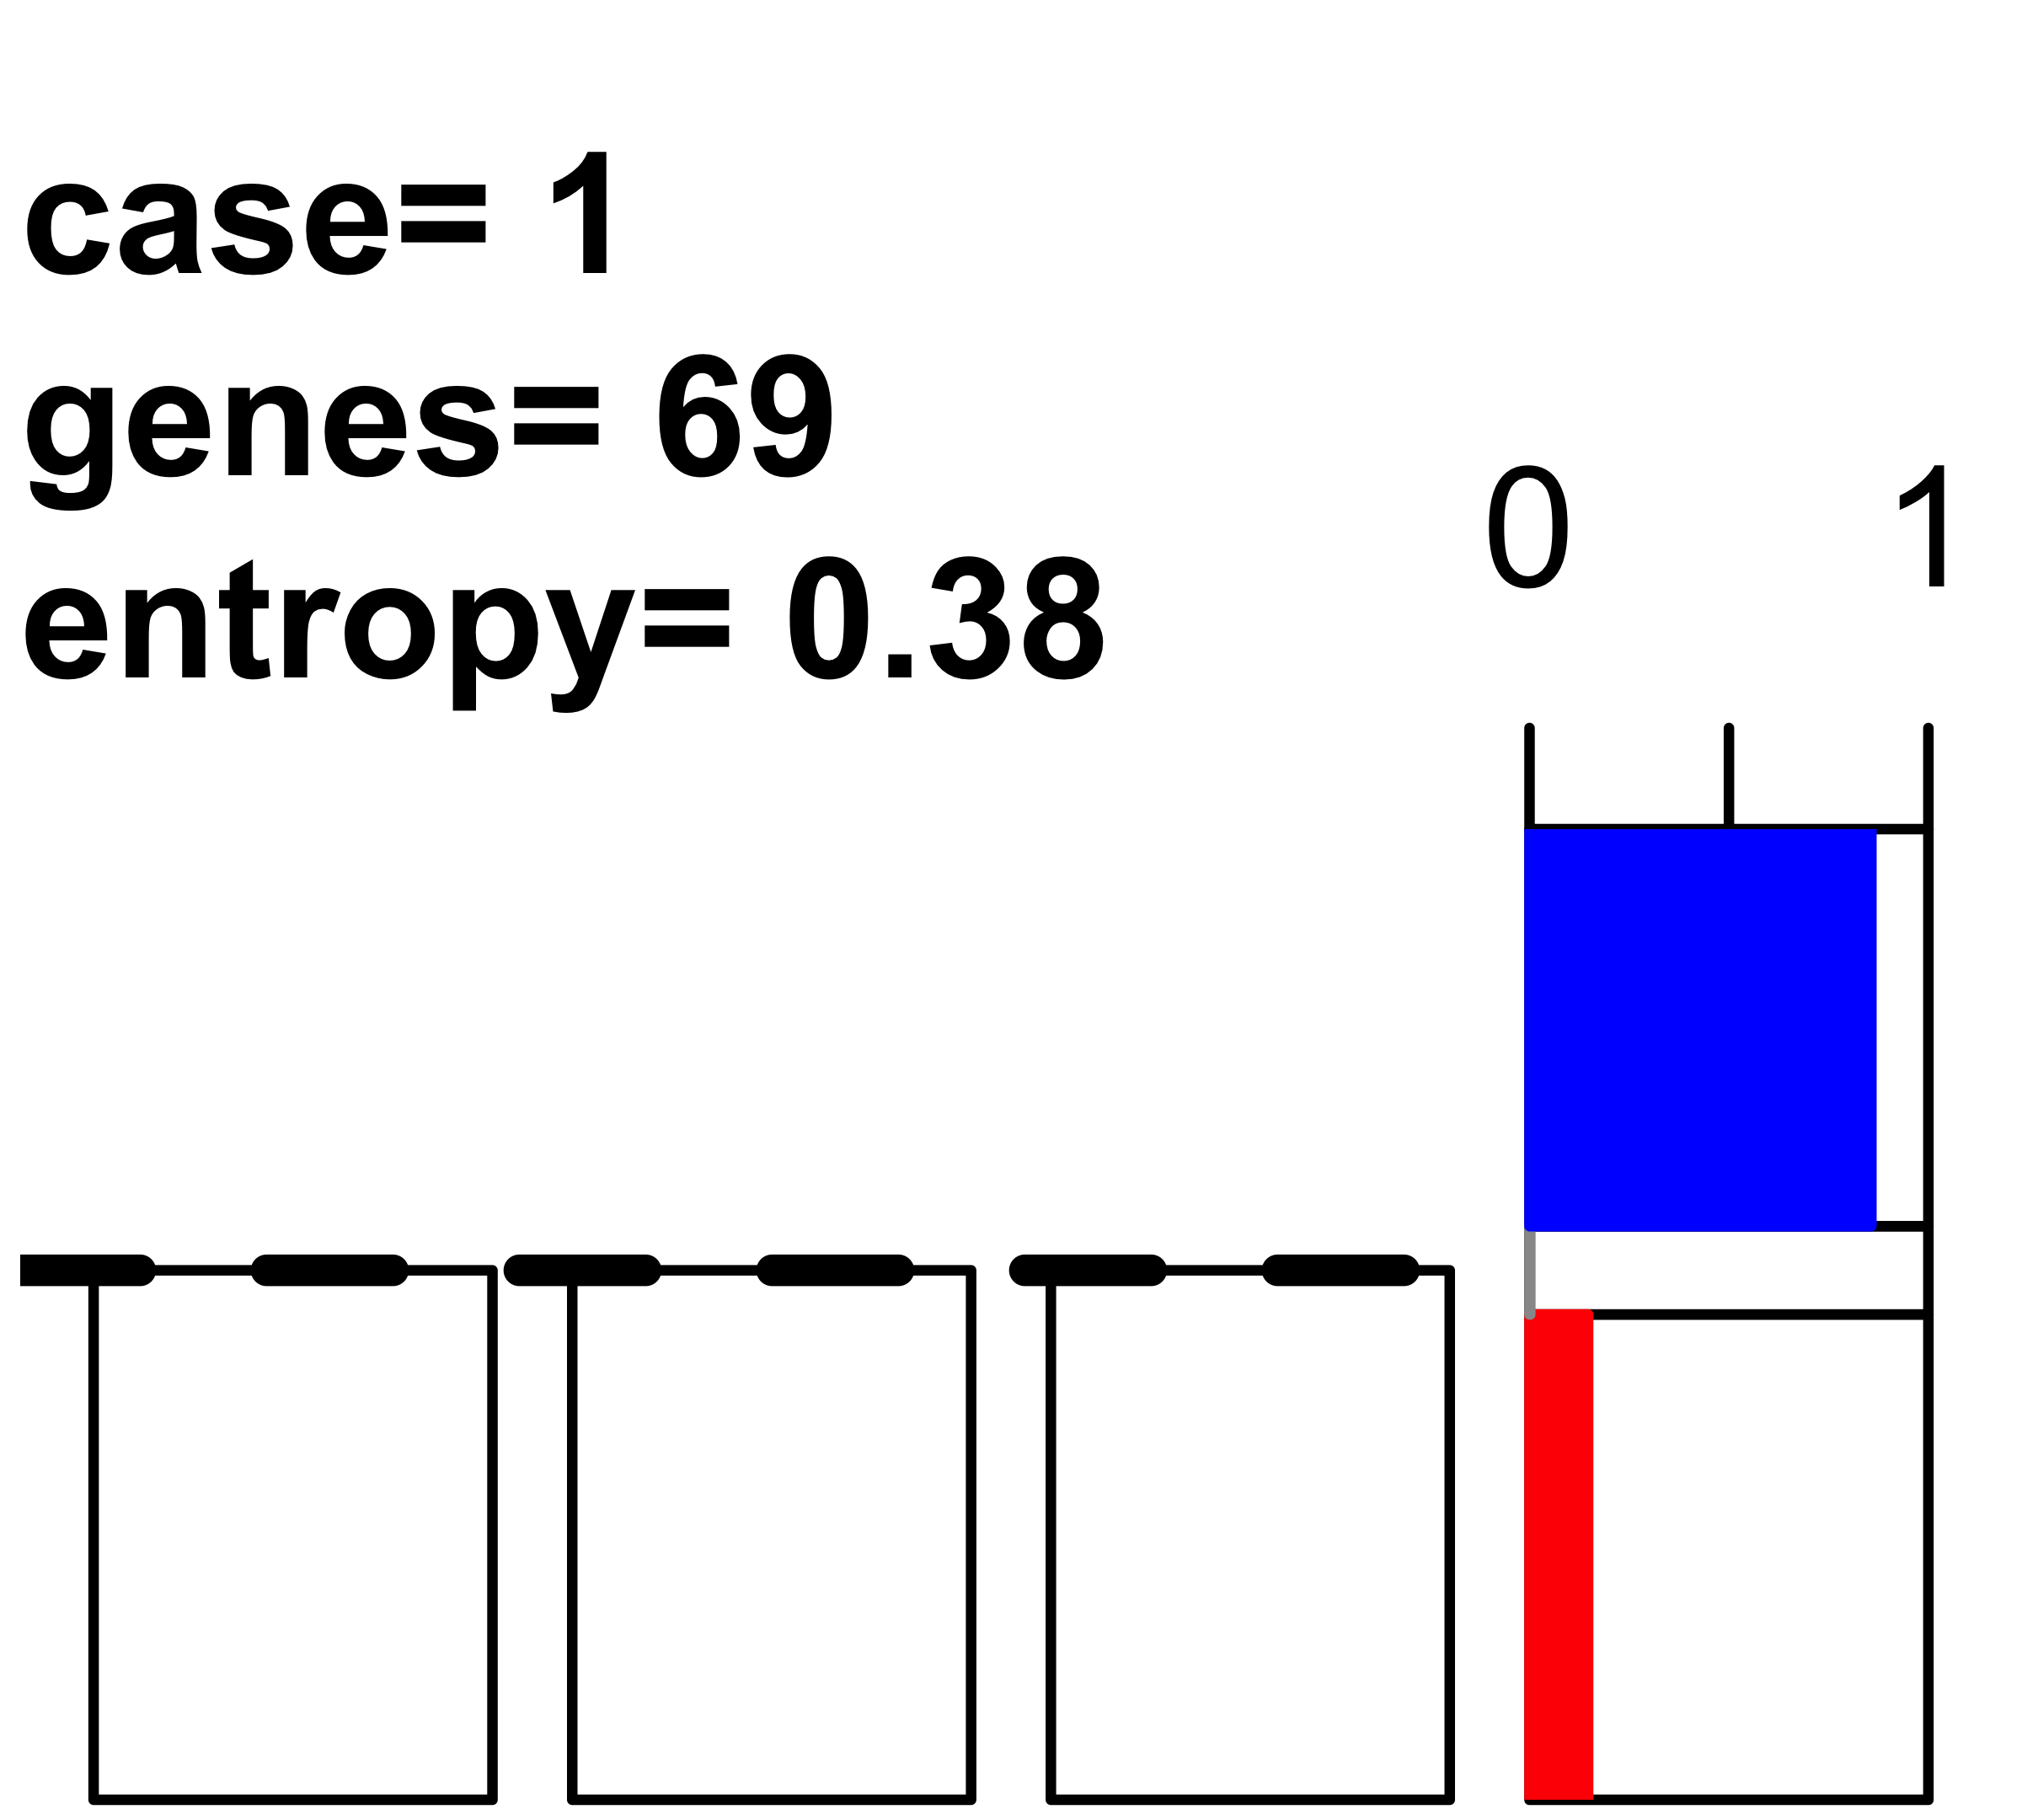 case= 1
genes= 69
entropy= 0.38
0 1